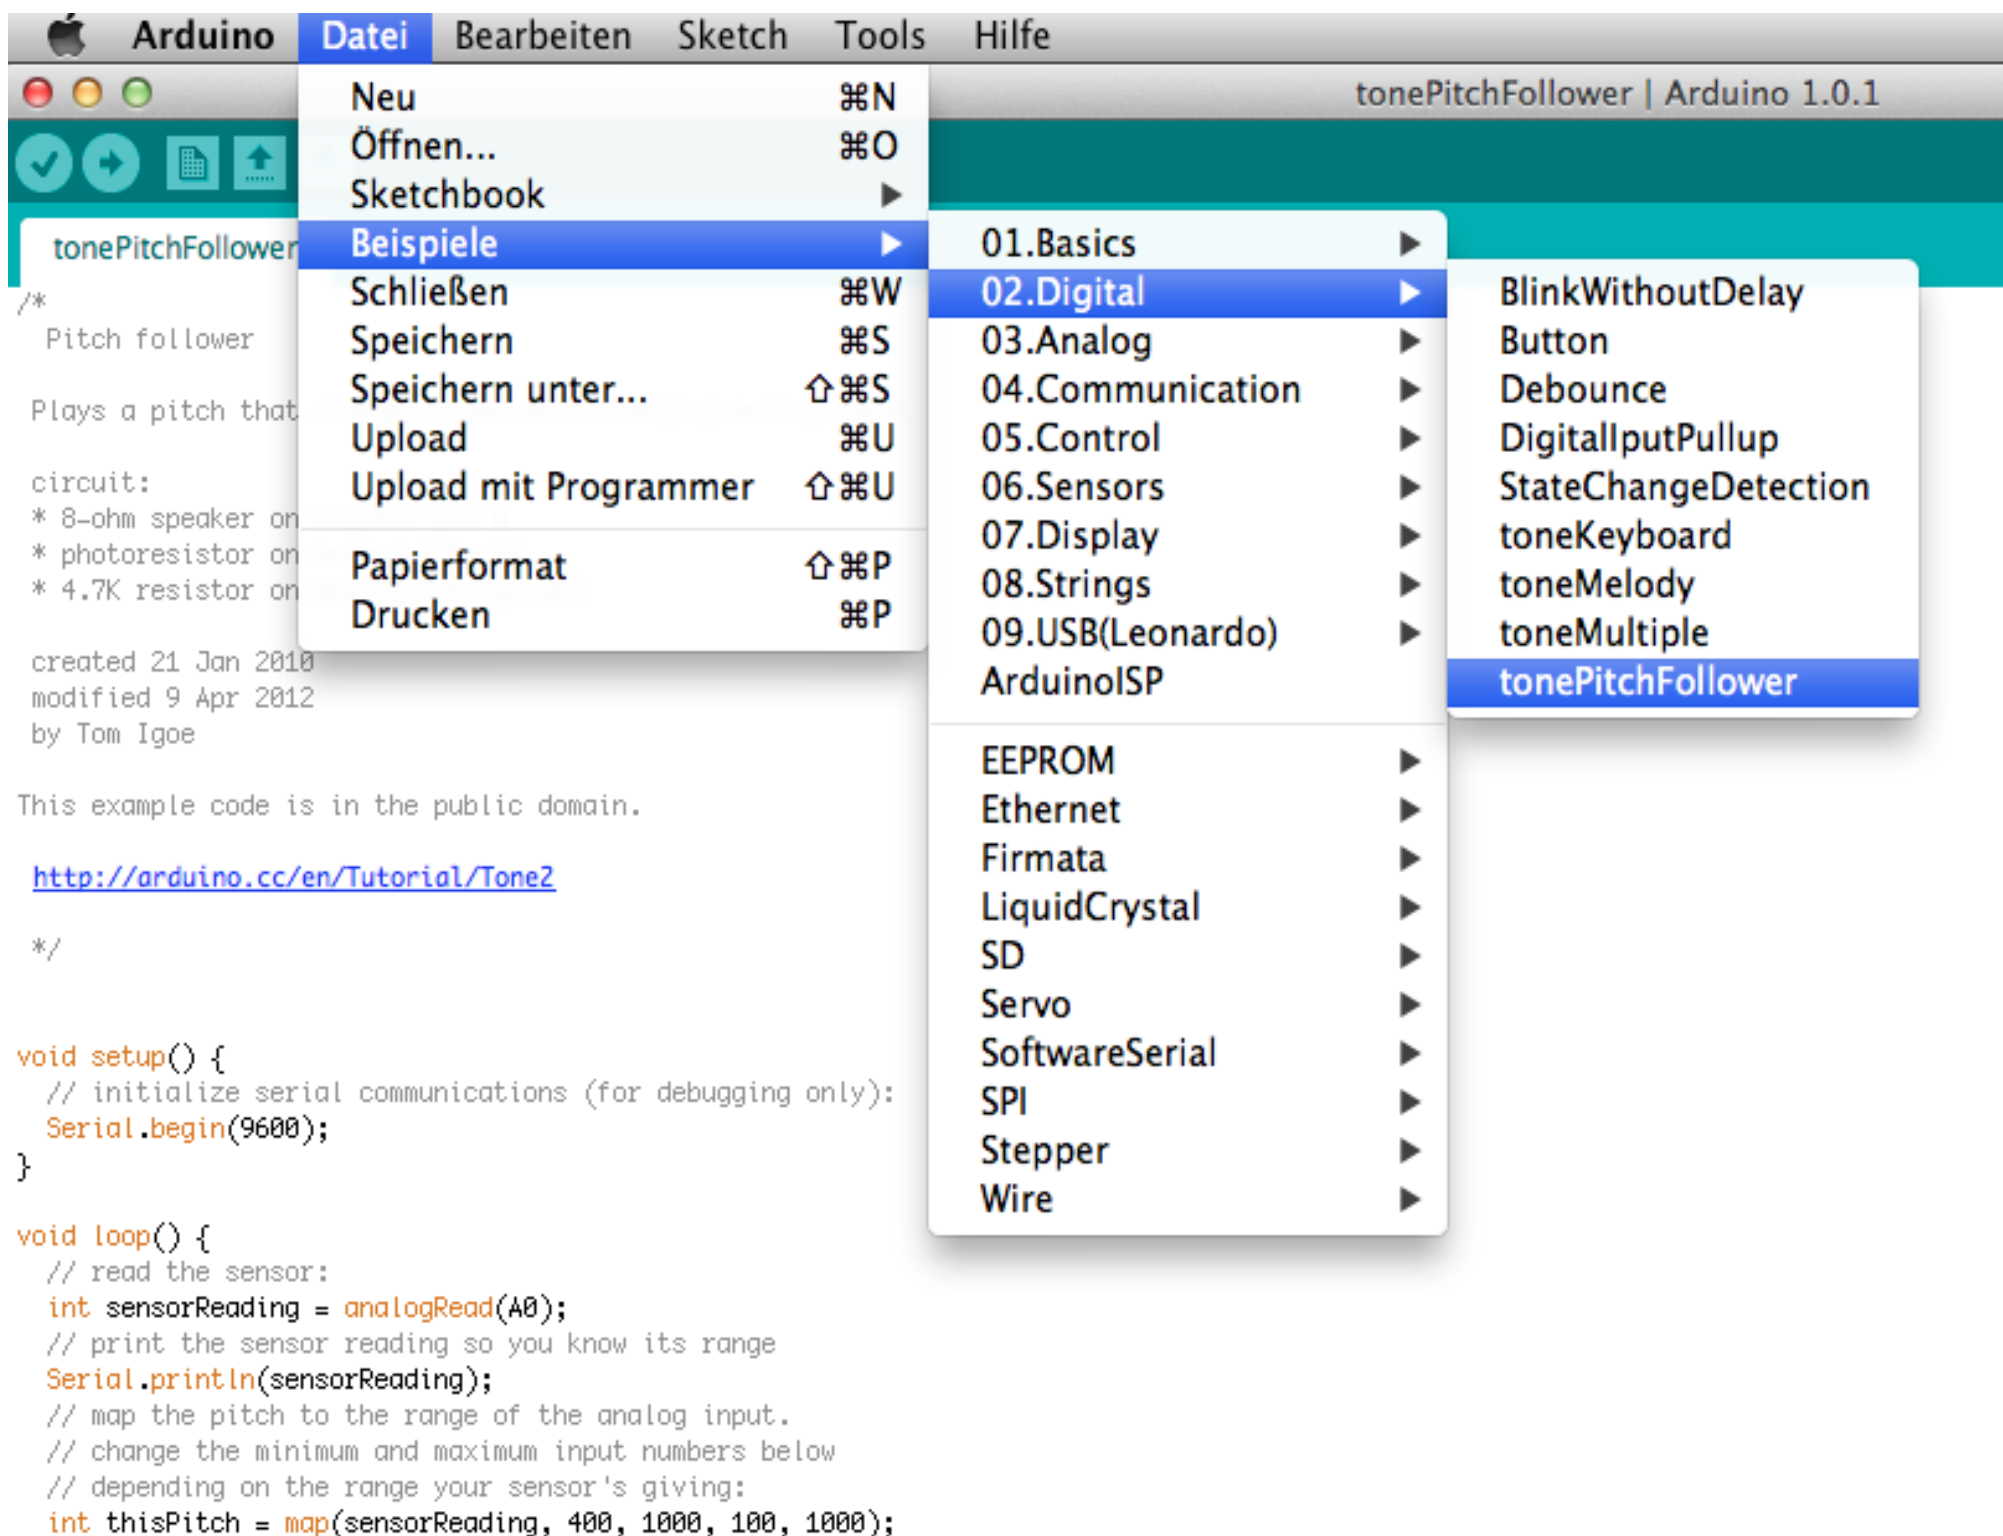 Arduino Datei Bearbeiten Sketch Tools Hilfe
tonePitchFollower | Arduino 1.0.1
Neu ⌘N
Öffnen... ⌘O
Sketchbook ▶
Beispiele ▶
Schließen ⌘W
Speichern ⌘S
Speichern unter... ⇧⌘S
Upload ⌘U
Upload mit Programmer ⇧⌘U
Papierformat ⇧⌘P
Drucken ⌘P
01.Basics ▶
02.Digital ▶
03.Analog ▶
04.Communication ▶
05.Control ▶
06.Sensors ▶
07.Display ▶
08.Strings ▶
09.USB(Leonardo) ▶
ArduinoISP
EEPROM ▶
Ethernet ▶
Firmata ▶
LiquidCrystal ▶
SD ▶
Servo ▶
SoftwareSerial ▶
SPI ▶
Stepper ▶
Wire ▶
BlinkWithoutDelay
Button
Debounce
DigitalIputPullup
StateChangeDetection
toneKeyboard
toneMelody
toneMultiple
tonePitchFollower
tonePitchFollower
/*
Pitch follower
Plays a pitch that
circuit:
* 8-ohm speaker on
* photoresistor on
* 4.7K resistor on
created 21 Jan 2010
modified 9 Apr 2012
by Tom Igoe
This example code is in the public domain.
http://arduino.cc/en/Tutorial/Tone2
*/
void setup() {
// initialize serial communications (for debugging only):
Serial.begin(9600);
}
void loop() {
// read the sensor:
int sensorReading = analogRead(A0);
// print the sensor reading so you know its range
Serial.println(sensorReading);
// map the pitch to the range of the analog input.
// change the minimum and maximum input numbers below
// depending on the range your sensor's giving:
int thisPitch = map(sensorReading, 400, 1000, 100, 1000);